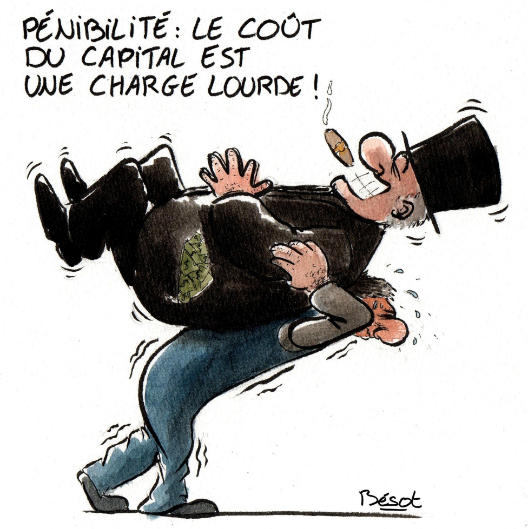 PÉNIBILITÉ : LE COÛT
DU CAPITAL EST
UNE CHARGE LOURDE !
Bésot